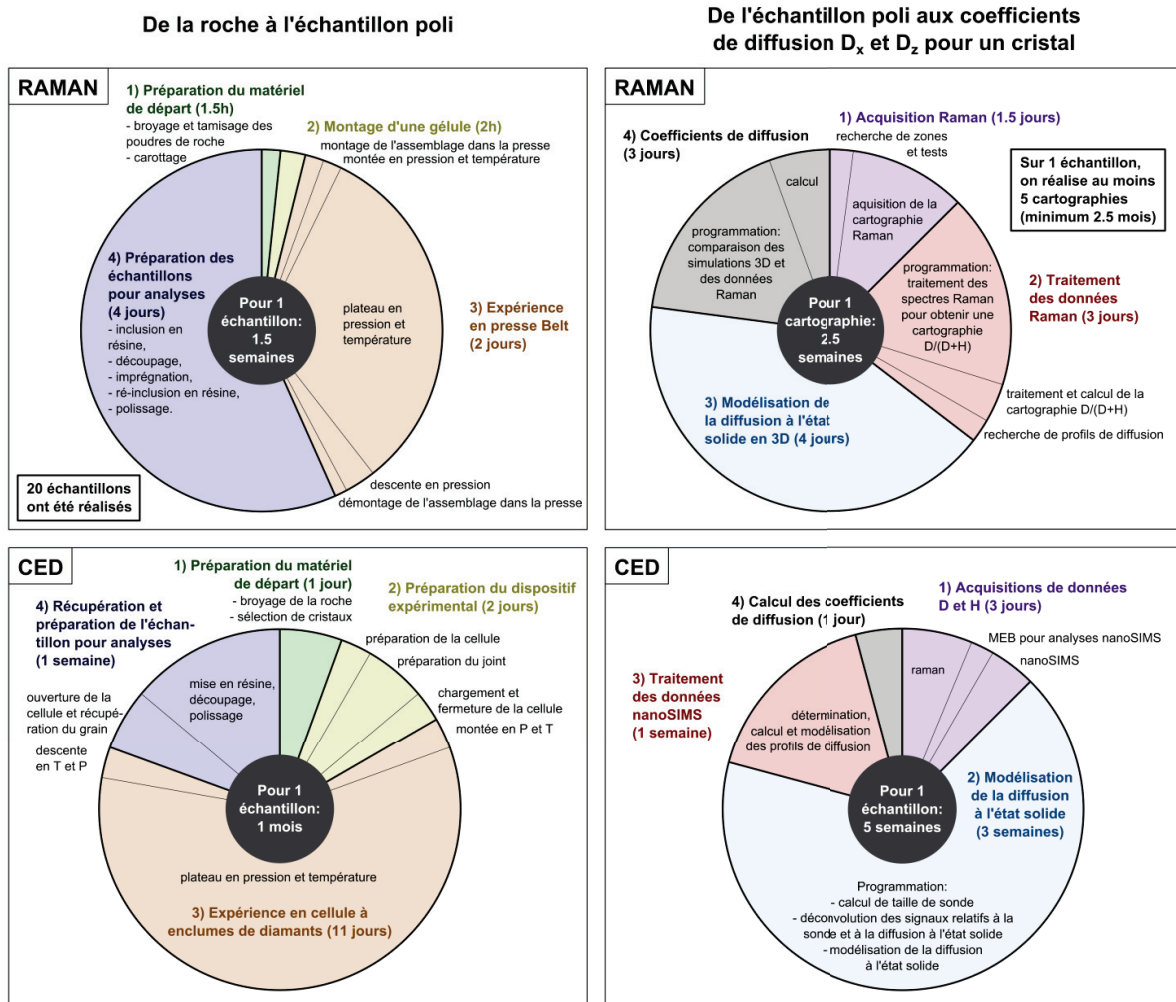 De la roche à l'échantillon poli
De l'échantillon poli aux coefficients
de diffusion Dx et Dz pour un cristal
RAMAN
1) Préparation du matériel
de départ (1.5h)
- broyage et tamisage des
poudres de roche
- carottage
2) Montage d'une gélule (2h)
montage de l'assemblage dans la presse
montée en pression et température
4) Préparation des
échantillons
pour analyses
(4 jours)
- inclusion en
résine,
- découpage,
- imprégnation,
- ré-inclusion en résine,
- polissage.
Pour 1
échantillon:
1.5
semaines
plateau en
pression et
température
3) Expérience
en presse Belt
(2 jours)
descente en pression
démontage de l'assemblage dans la presse
20 échantillons
ont été réalisés
RAMAN
1) Acquisition Raman (1.5 jours)
recherche de zones
et tests
4) Coefficients de diffusion
(3 jours)
Sur 1 échantillon,
on réalise au moins
5 cartographies
(minimum 2.5 mois)
calcul
aquisition de la
cartographie
Raman
programmation:
comparaison des
simulations 3D et
des données
Raman
Pour 1
cartographie:
2.5
semaines
programmation:
traitement des
spectres Raman
pour obtenir une
cartographie
D/(D+H)
2) Traitement
des données
Raman (3 jours)
3) Modélisation de
la diffusion à l'état
solide en 3D (4 jours)
traitement et calcul de la
cartographie D/(D+H)
recherche de profils de diffusion
CED
1) Préparation du matériel
de départ (1 jour)
- broyage de la roche
- sélection de cristaux
2) Préparation du dispositif
expérimental (2 jours)
4) Récupération et
préparation de l'échan-
tillon pour analyses
(1 semaine)
préparation de la cellule
préparation du joint
chargement et
fermeture de la cellule
montée en P et T
mise en résine,
découpage,
polissage
ouverture de la
cellule et récupé-
ration du grain
descente
en T et P
Pour 1
échantillon:
1 mois
plateau en pression et température
3) Expérience en cellule à
enclumes de diamants (11 jours)
CED
1) Acquisitions de données
D et H (3 jours)
4) Calcul des coefficients
de diffusion (1 jour)
MEB pour analyses nanoSIMS
nanoSIMS
raman
3) Traitement
des données
nanoSIMS
(1 semaine)
détermination,
calcul et modélisation
des profils de diffusion
Pour 1
échantillon:
5 semaines
2) Modélisation
de la diffusion
à l'état solide
(3 semaines)
Programmation:
- calcul de taille de sonde
- déconvolution des signaux relatifs à la
sonde et à la diffusion à l'état solide
- modélisation de la diffusion
à l'état solide